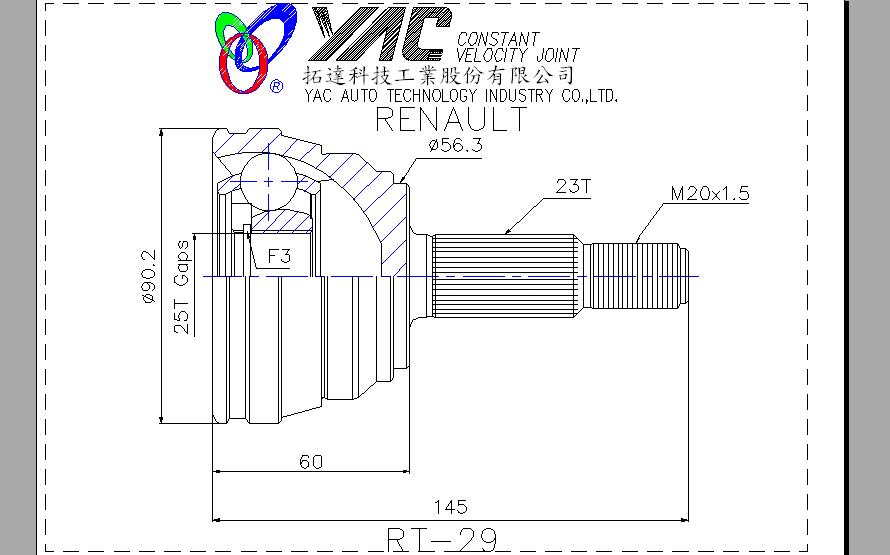 YAC
CONSTANT
VELOCITY JOINT
®
拓達科技工業股份有限公司
YAC AUTO TECHNOLOGY INDUSTRY CO.,LTD.
RENAULT
ø56.3
23T
M20x1.5
F3
ø90.2
25T Gaps
60
145
RT-29